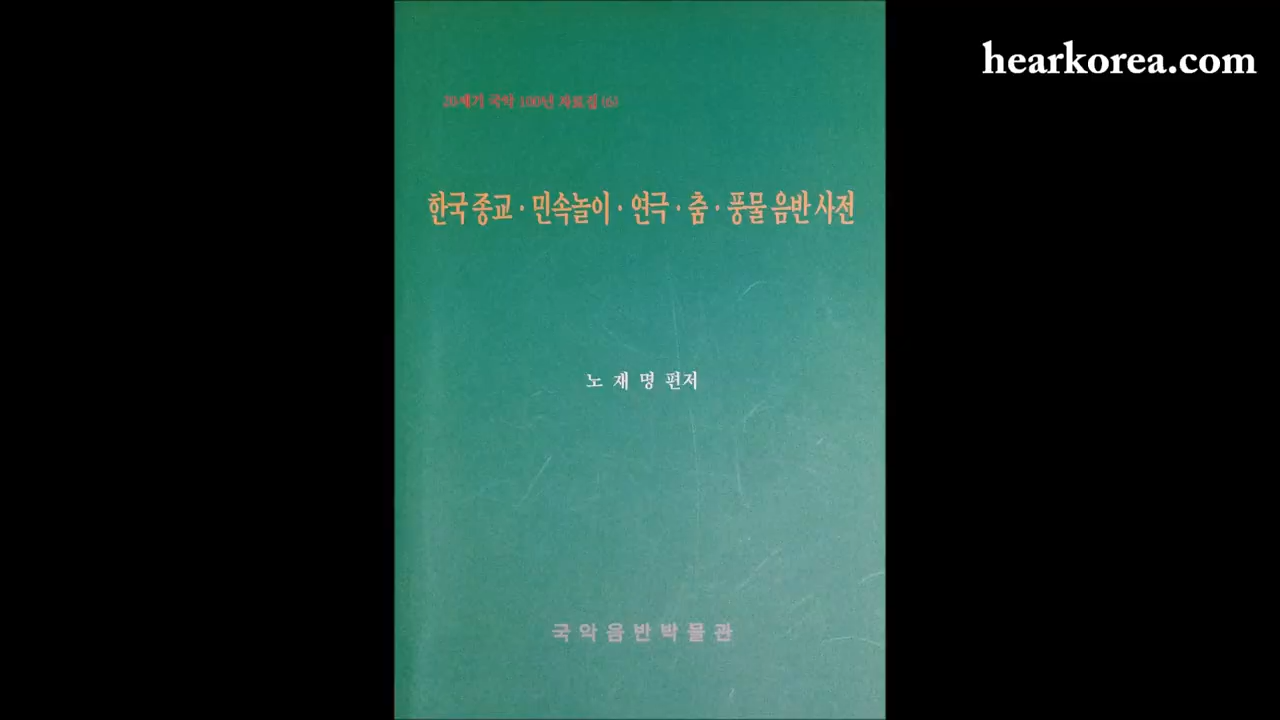 hearkorea.com
20세기 국악 100년 자료집 (6)
한국 종교 · 민속놀이 · 연극 · 춤 · 풍물 음반 사전
노 재 명 편저
국악음반박물관